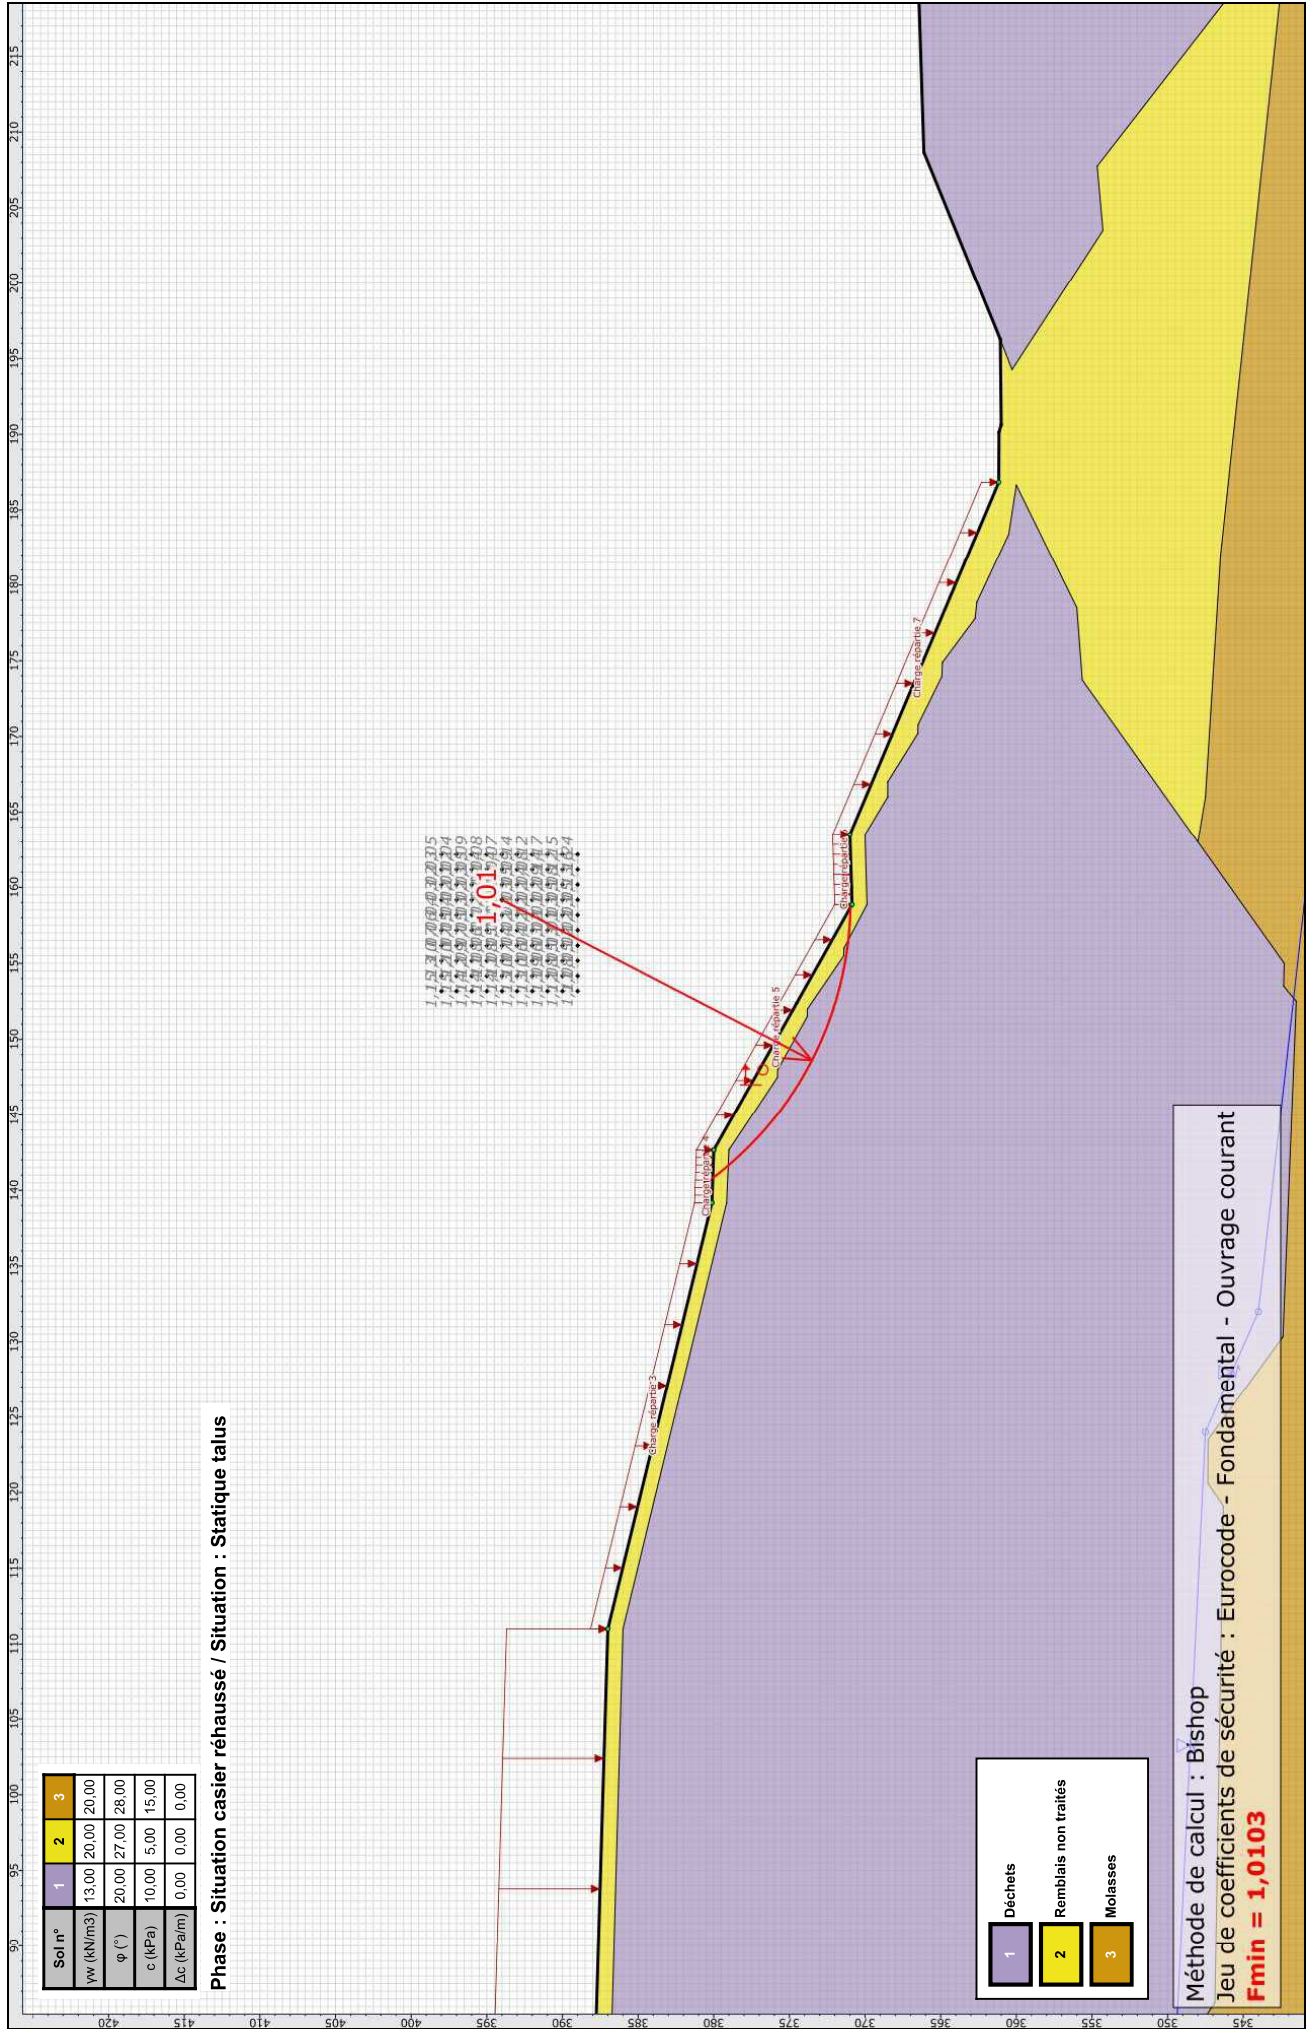 Sol n° 1 2 3
γw (kN/m3) 13,00 20,00 20,00
φ (°) 20,00 27,00 28,00
c (kPa) 10,00 5,00 15,00
Δc (kPa/m) 0,00 0,00 0,00
Phase : Situation casier réhaussé / Situation : Statique talus
90 95 100 105 110 115 120 125 130 135 140 145 150 155 160 165 170 175 180 185 190 195 200 205 210 215
420
415
410
405
400
395
390
385
380
375
370
365
360
355
350
345
1,01
Charge répartie 3
Charge répartie 4
Charge répartie 5
Charge répartie 7
1 Déchets
2 Remblais non traités
3 Molasses
Méthode de calcul : Bishop
Jeu de coefficients de sécurité : Eurocode - Fondamental - Ouvrage courant
Fmin = 1,0103